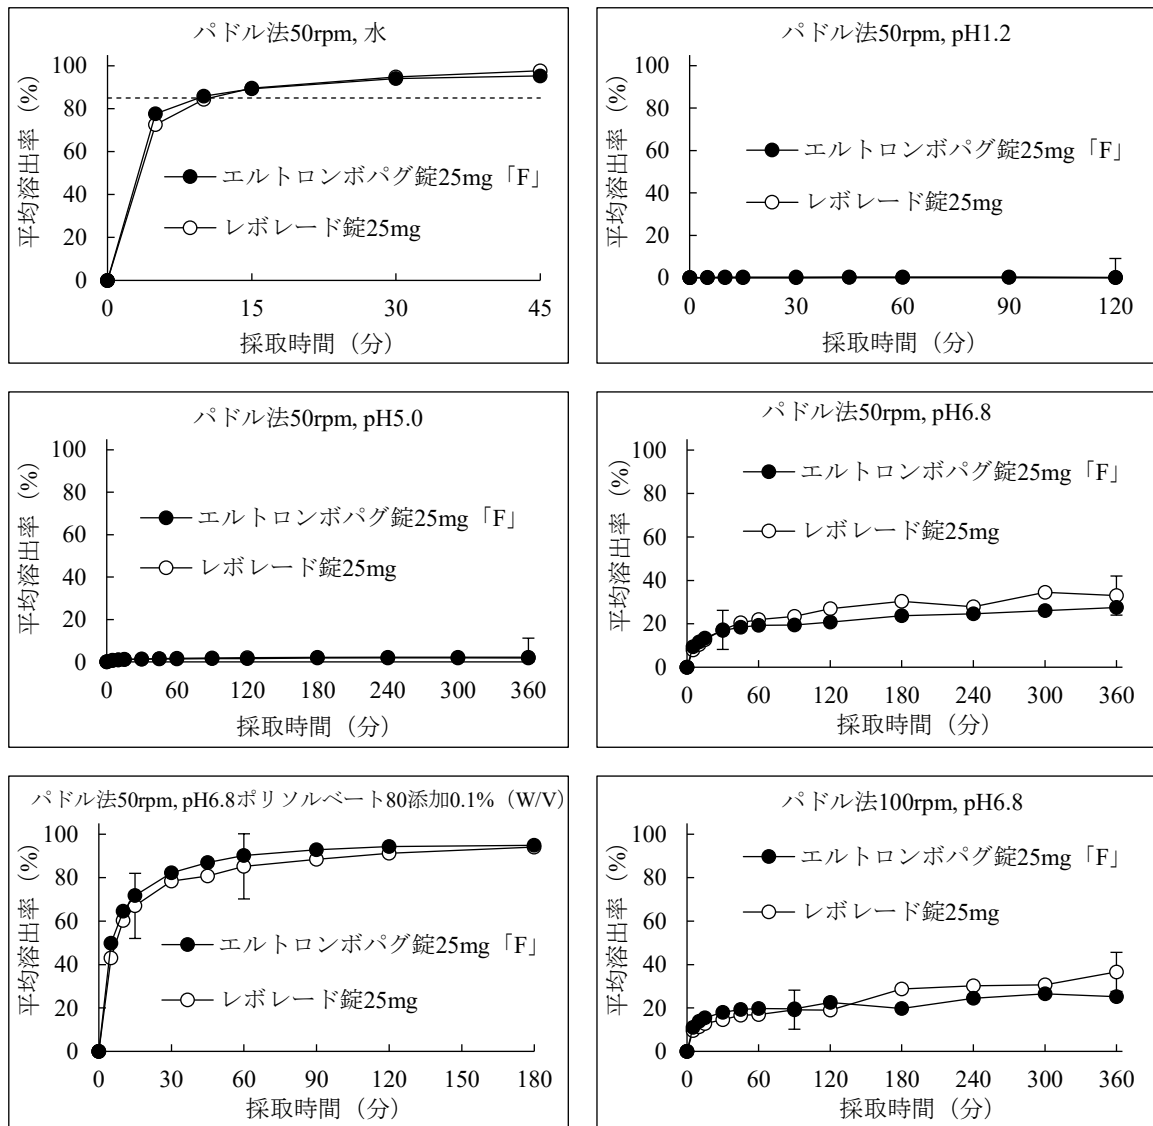 パドル法50rpm, 水
平均溶出率（%）
100
80
60
40
20
0
エルトロンボパグ錠25mg「F」
レボレード錠25mg
0 15 30 45
採取時間（分）
パドル法50rpm, pH1.2
平均溶出率（%）
100
80
60
40
20
0
エルトロンボパグ錠25mg「F」
レボレード錠25mg
0 30 60 90 120
採取時間（分）
パドル法50rpm, pH5.0
平均溶出率（%）
100
80
60
40
20
0
エルトロンボパグ錠25mg「F」
レボレード錠25mg
0 60 120 180 240 300 360
採取時間（分）
パドル法50rpm, pH6.8
平均溶出率（%）
100
80
60
40
20
0
エルトロンボパグ錠25mg「F」
レボレード錠25mg
0 60 120 180 240 300 360
採取時間（分）
パドル法50rpm, pH6.8ポリソルベート80添加0.1%（W/V）
平均溶出率（%）
100
80
60
40
20
0
エルトロンボパグ錠25mg「F」
レボレード錠25mg
0 30 60 90 120 150 180
採取時間（分）
パドル法100rpm, pH6.8
平均溶出率（%）
100
80
60
40
20
0
エルトロンボパグ錠25mg「F」
レボレード錠25mg
0 60 120 180 240 300 360
採取時間（分）